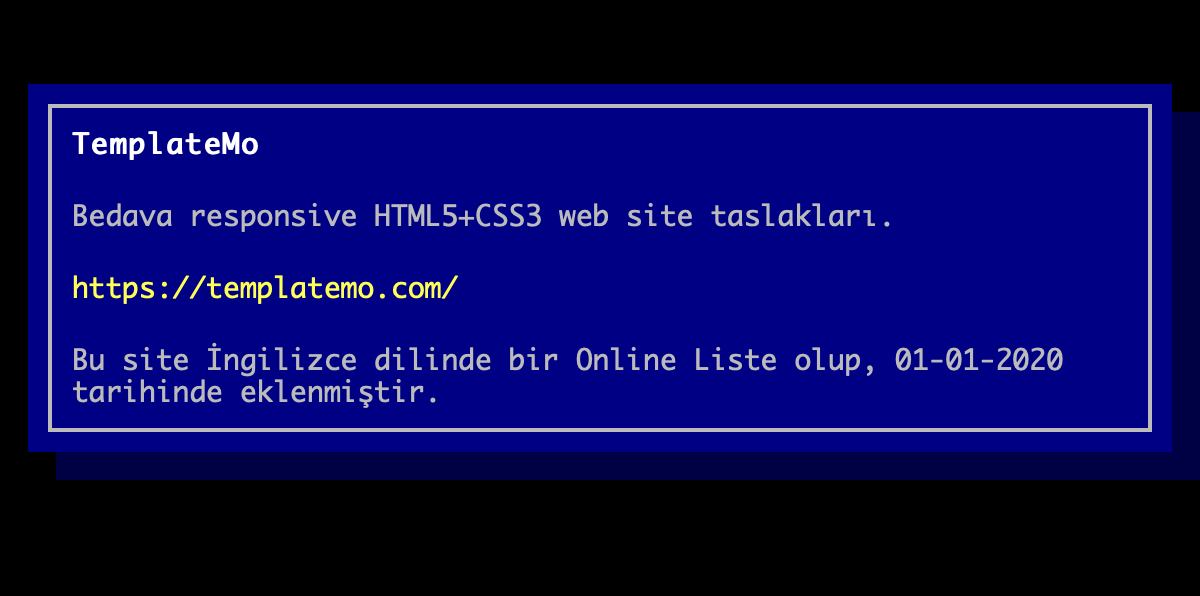 TemplateMo
Bedava responsive HTML5+CSS3 web site taslakları.
https://templatemo.com/
Bu site İngilizce dilinde bir Online Liste olup, 01-01-2020
tarihinde eklenmiştir.